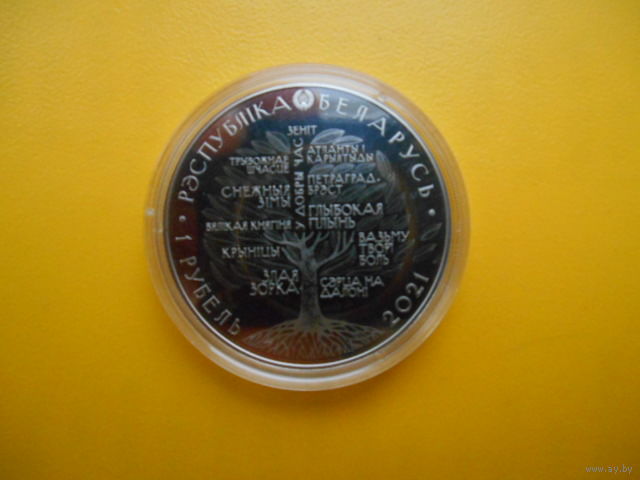 РЭСПУБЛІКА БЕЛАРУСЬ
ЗЕНІТ
У ДОБРЫ ЧАС
ТРЫВОЖНАЕ
ШЧАСЦЕ
АТЛАНТЫ І
КАРЫЯТЫДЫ
СНЕЖНЫЯ
ЗІМЫ
ПЕТРАГРАД-
БРЭСТ
ВЯЛІКАЯ КНЯГІНЯ
ГЛЫБОКАЯ
ПЛЫНЬ
КРЫНІЦЫ
ВАЗЬМУ
ТВОЙ
БОЛЬ
ЗЛАЯ
ЗОРКА
СЭРЦА НА
ДАЛОНІ
1 РУБЕЛЬ
2021
www.ay.by